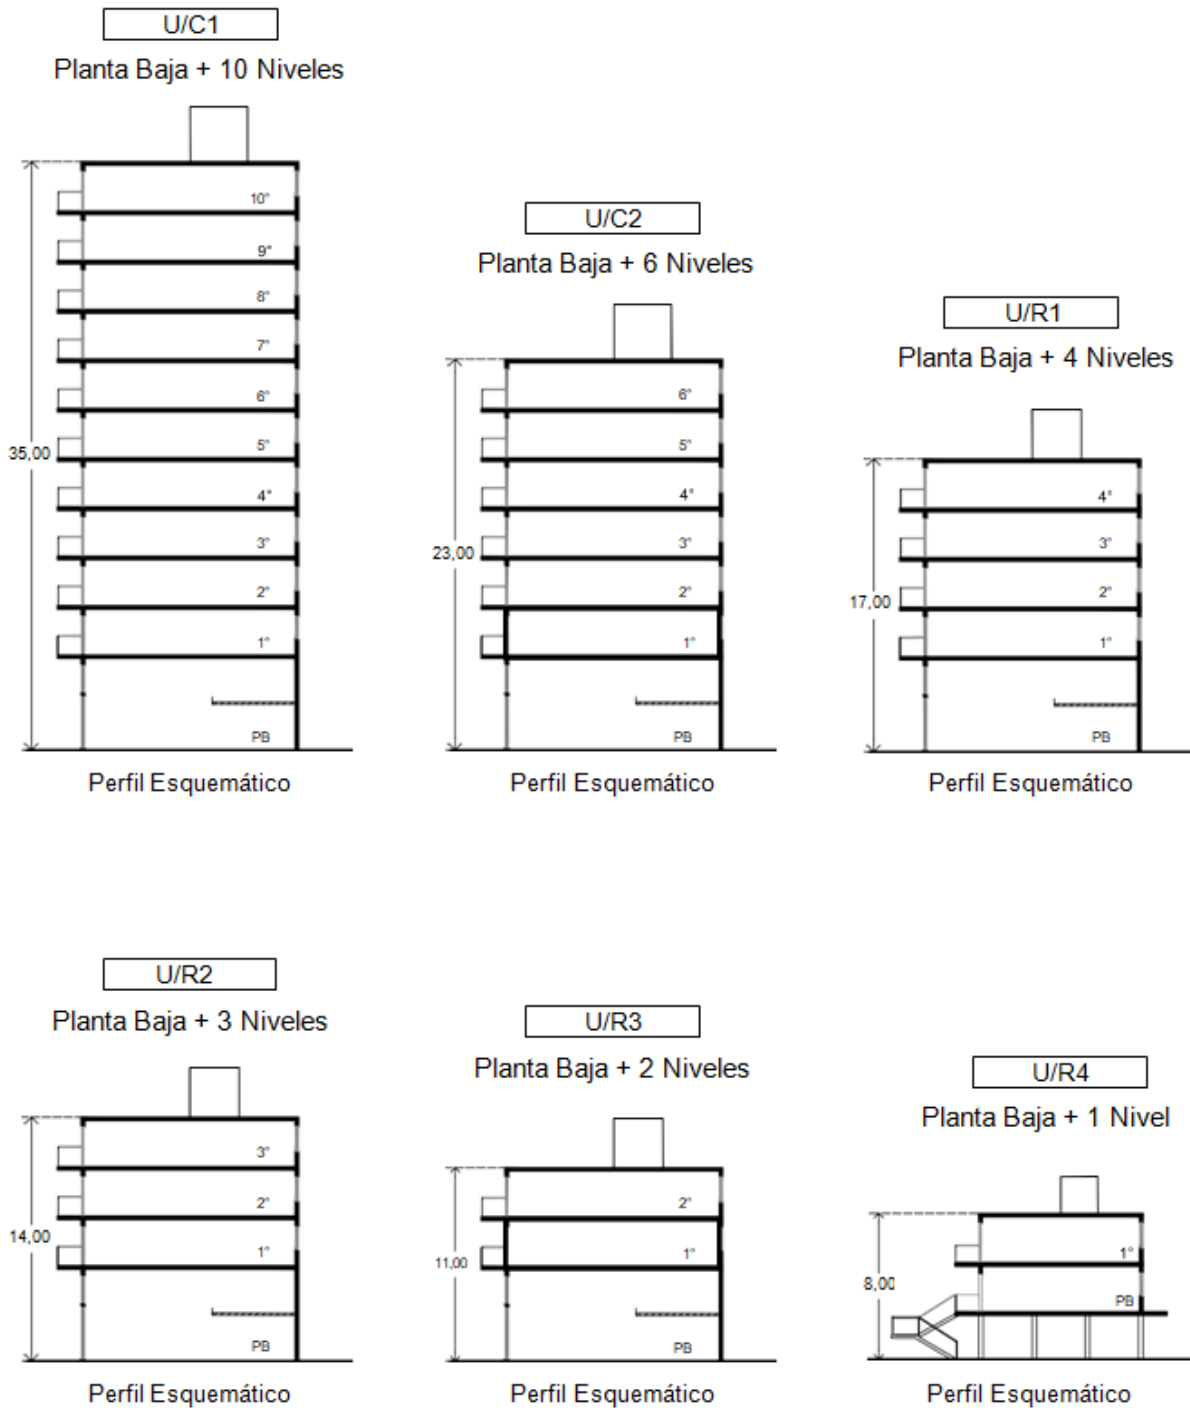 U/C1
Planta Baja + 10 Niveles
10°
9°
8°
7°
6°
5°
4°
3°
2°
1°
PB
35,00
Perfil Esquemático
U/C2
Planta Baja + 6 Niveles
6°
5°
4°
3°
2°
1°
PB
23,00
Perfil Esquemático
U/R1
Planta Baja + 4 Niveles
4°
3°
2°
1°
PB
17,00
Perfil Esquemático
U/R2
Planta Baja + 3 Niveles
3°
2°
1°
PB
14,00
Perfil Esquemático
U/R3
Planta Baja + 2 Niveles
2°
1°
PB
11,00
Perfil Esquemático
U/R4
Planta Baja + 1 Nivel
1°
PB
8,00
Perfil Esquemático